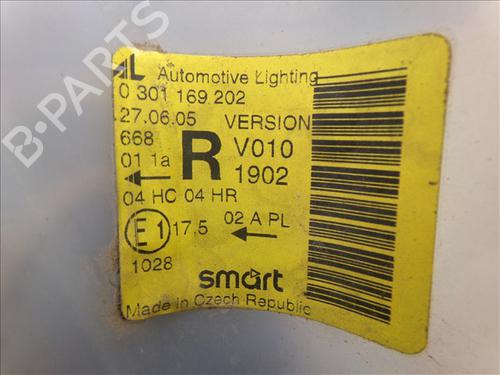 AL Automotive Lighting
0 301 169 202
27.06.05 VERSION
668 R V010
01 1a 1902
04 HC 04 HR
E1 17,5 02 A PL
1028
smart
Made in Czech Republic
B-PARTS